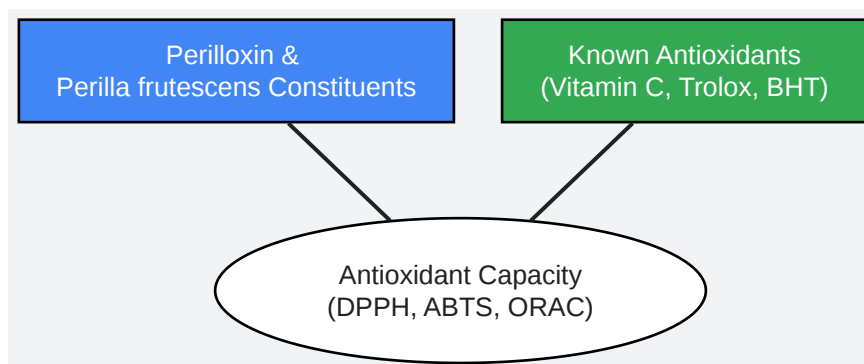 Perilloxin &
Perilla frutescens Constituents
Known Antioxidants
(Vitamin C, Trolox, BHT)
Antioxidant Capacity
(DPPH, ABTS, ORAC)